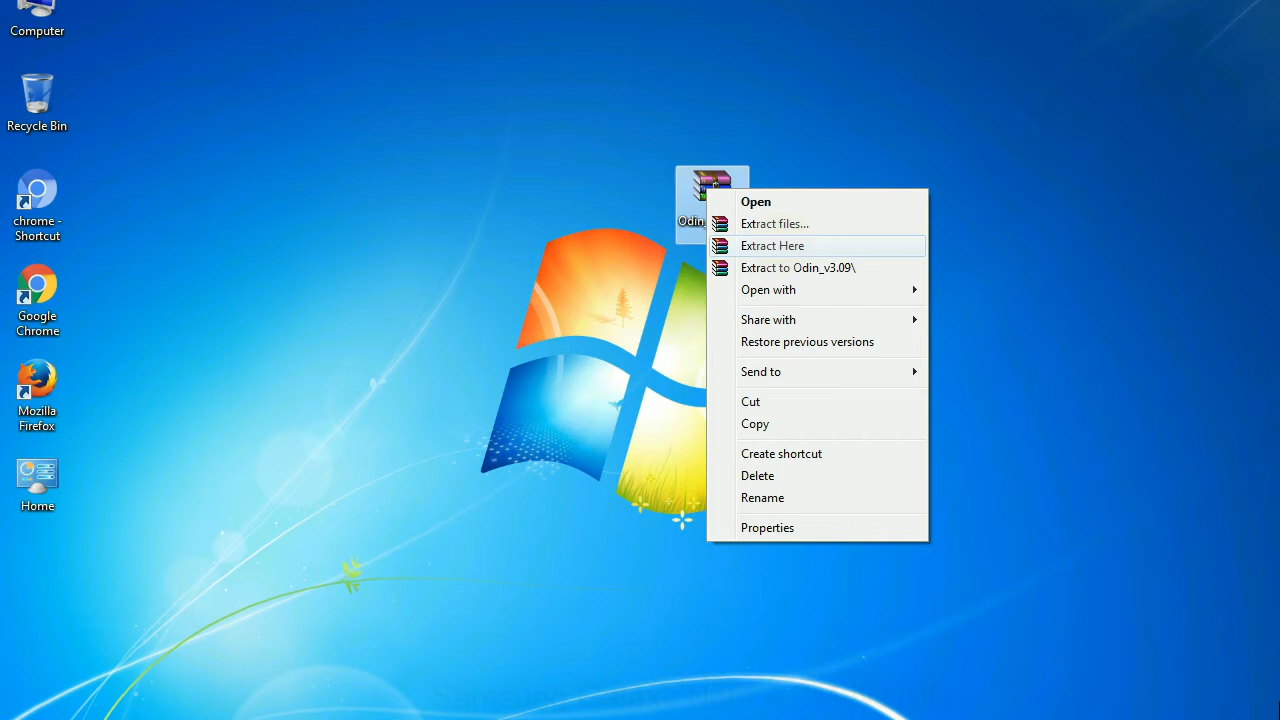 Computer
Recycle Bin
chrome -
Shortcut
Google
Chrome
Mozilla
Firefox
Home
Open
Extract files...
Extract Here
Extract to Odin_v3.09\
Open with
Share with
Restore previous versions
Send to
Cut
Copy
Create shortcut
Delete
Rename
Properties